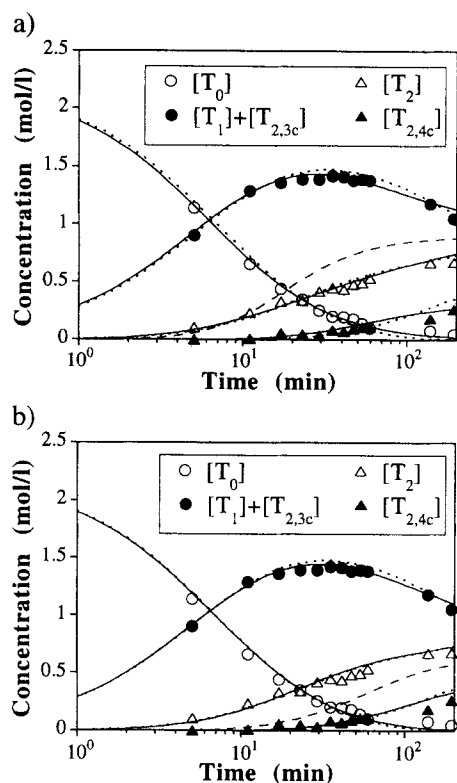 a)
Concentration (mol/l)
2.5
2
1.5
1
0.5
0
[T0] [T2]
[T1]+[T2,3c] [T2,4c]
10^0 10^1 10^2
Time (min)
b)
Concentration (mol/l)
2.5
2
1.5
1
0.5
0
[T0] [T2]
[T1]+[T2,3c] [T2,4c]
10^0 10^1 10^2
Time (min)